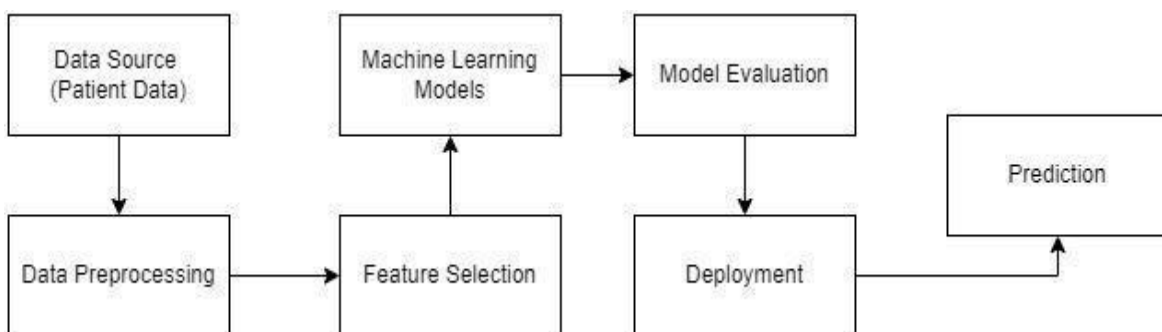 Data Source
(Patient Data)
Machine Learning
Models
Model Evaluation
Prediction
Data Preprocessing
Feature Selection
Deployment